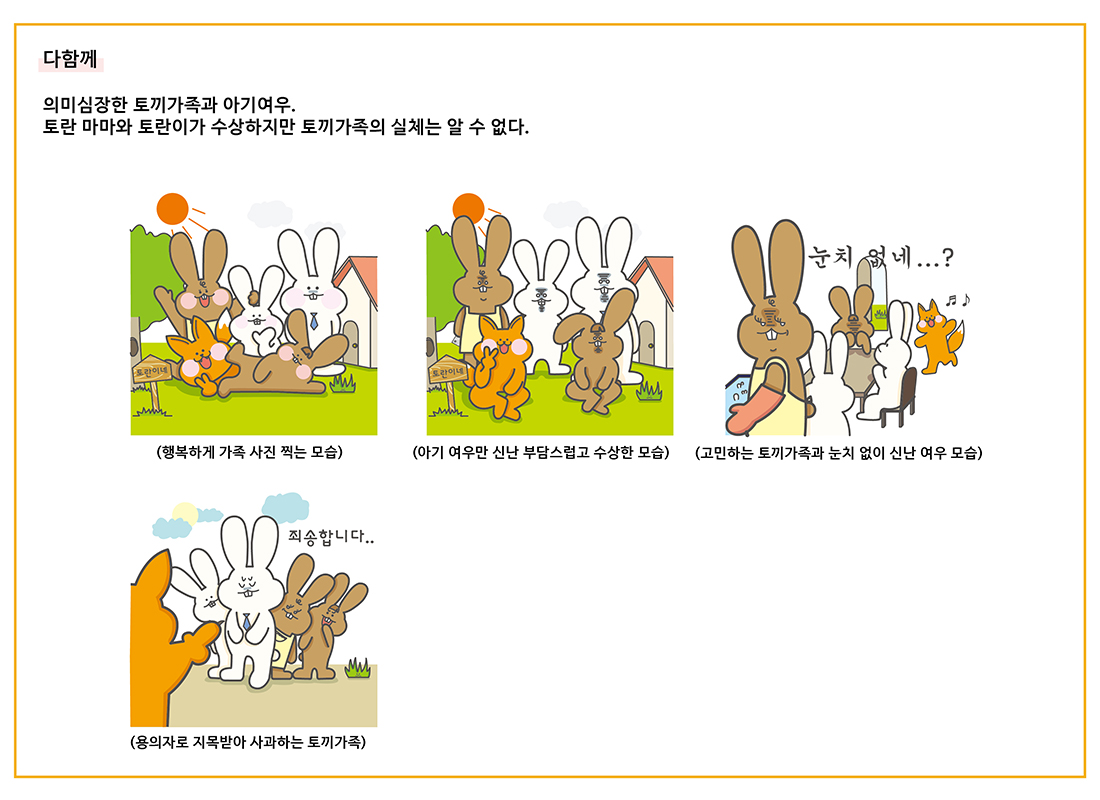 다함께
의미심장한 토끼가족과 아기여우.
토란 마마와 토란이가 수상하지만 토끼가족의 실체는 알 수 없다.
토란이네
토란이네
눈치 없네...?
(행복하게 가족 사진 찍는 모습)
(아기 여우만 신난 부담스럽고 수상한 모습)
(고민하는 토끼가족과 눈치 없이 신난 여우 모습)
죄송합니다..
(용의자로 지목받아 사과하는 토끼가족)